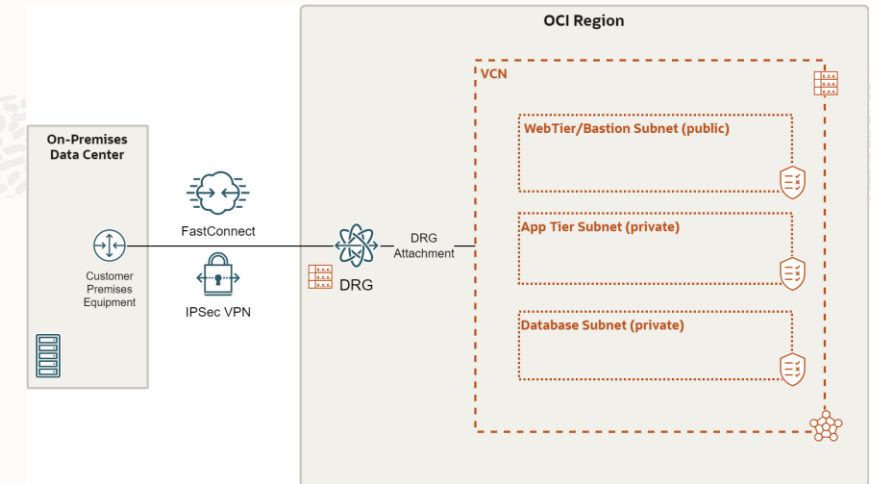 OCI Region
VCN
WebTier/Bastion Subnet (public)
On-Premises
Data Center
FastConnect
App Tier Subnet (private)
DRG
Attachment
Customer
Premises
Equipment
DRG
IPSec VPN
Database Subnet (private)